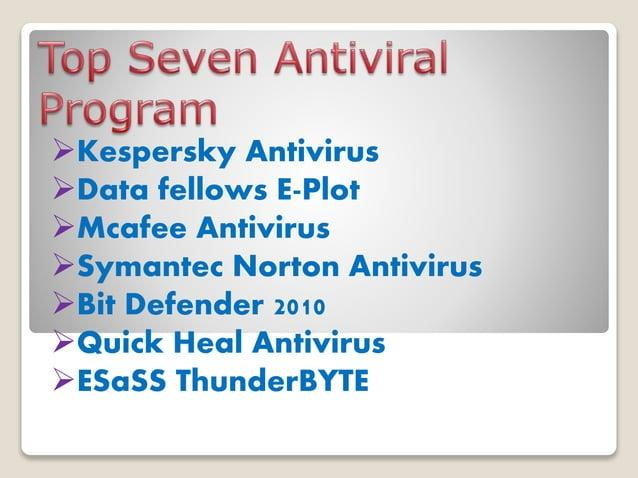 Top Seven Antiviral
Program
➢Kespersky Antivirus
➢Data fellows E-Plot
➢Mcafee Antivirus
➢Symantec Norton Antivirus
➢Bit Defender 2010
➢Quick Heal Antivirus
➢ESaSS ThunderBYTE